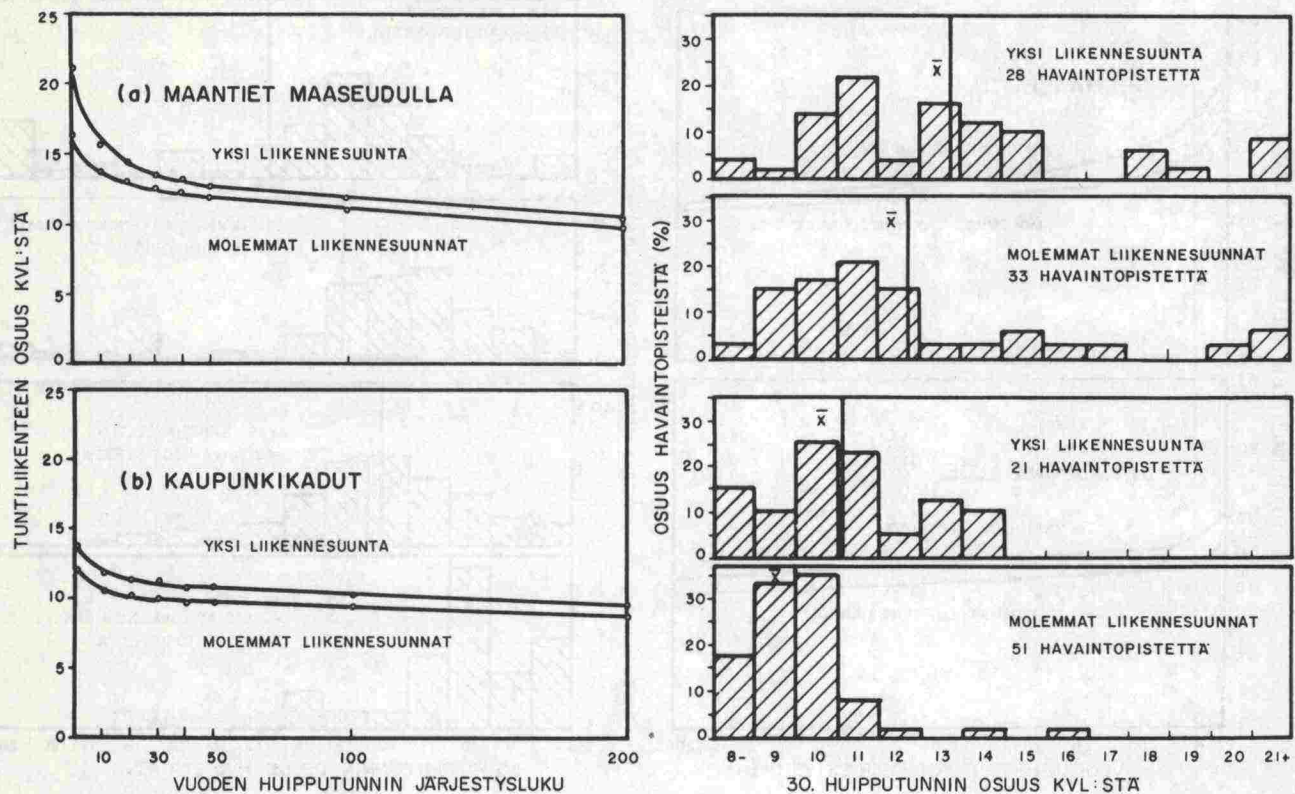 TUNTILIIKENTEEN OSUUS KVL:STÄ
25
20
15
10
5
0
(a) MAANTIET MAASEUDULLA
YKSI LIIKENNESUUNTA
MOLEMMAT LIIKENNESUUNNAT
25
20
15
10
5
0
(b) KAUPUNKIKADUT
YKSI LIIKENNESUUNTA
MOLEMMAT LIIKENNESUUNNAT
10 20 30 40 50 100 200
VUODEN HUIPPUTUNNIN JÄRJESTYSLUKU
OSUUS HAVAINTOPISTEISTÄ (%)
30
20
10
0
x̄
YKSI LIIKENNESUUNTA
28 HAVAINTOPISTETTÄ
30
20
10
0
x̄
MOLEMMAT LIIKENNESUUNNAT
33 HAVAINTOPISTETTÄ
30
20
10
0
x̄
YKSI LIIKENNESUUNTA
21 HAVAINTOPISTETTÄ
30
20
10
0
x̄
MOLEMMAT LIIKENNESUUNNAT
51 HAVAINTOPISTETTÄ
8- 9 10 11 12 13 14 15 16 17 18 19 20 21+
30. HUIPPUTUNNIN OSUUS KVL:STÄ